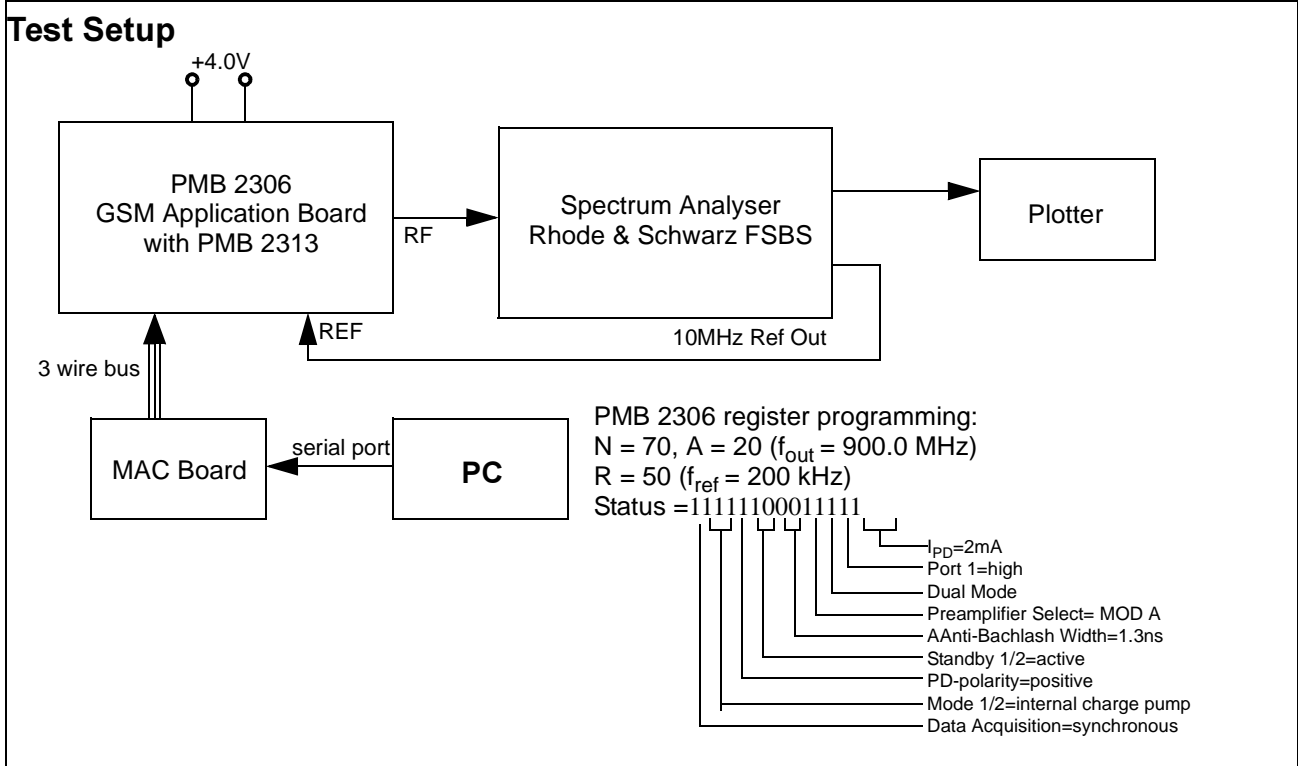 Test Setup
+4.0V
PMB 2306
GSM Application Board
with PMB 2313
RF
Spectrum Analyser
Rhode & Schwarz FSBS
Plotter
REF
10MHz Ref Out
3 wire bus
MAC Board
serial port
PC
PMB 2306 register programming:
N = 70, A = 20 (fout = 900.0 MHz)
R = 50 (fref = 200 kHz)
Status =11111100011111
IPD=2mA
Port 1=high
Dual Mode
Preamplifier Select= MOD A
AAnti-Bachlash Width=1.3ns
Standby 1/2=active
PD-polarity=positive
Mode 1/2=internal charge pump
Data Acquisition=synchronous